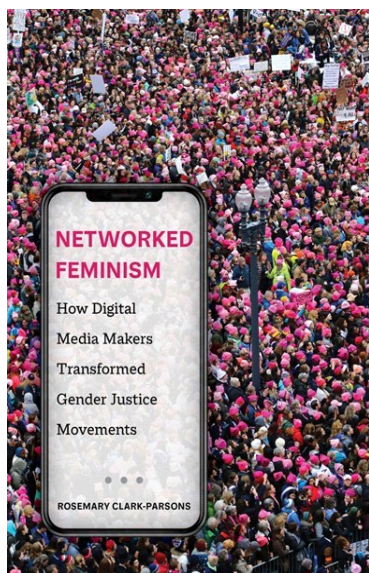 NETWORKED
FEMINISM
How Digital
Media Makers
Transformed
Gender Justice
Movements
ROSEMARY CLARK-PARSONS